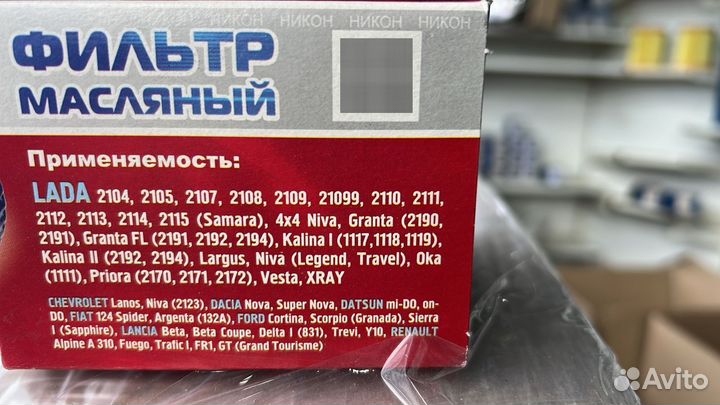 НИКОН НИКОН НИКОН НИКОН
ФИЛЬТР
МАСЛЯНЫЙ
Применяемость:
LADA 2104, 2105, 2107, 2108, 2109, 21099, 2110, 2111,
2112, 2113, 2114, 2115 (Samara), 4x4 Niva, Granta (2190,
2191), Granta FL (2191, 2192, 2194), Kalina I (1117,1118,1119),
Kalina II (2192, 2194), Largus, Niva (Legend, Travel), Oka
(1111), Priora (2170, 2171, 2172), Vesta, XRAY
CHEVROLET Lanos, Niva (2123), DACIA Nova, Super Nova, DATSUN mi-DO, on-
DO, FIAT 124 Spider, Argenta (132A), FORD Cortina, Scorpio (Granada), Sierra
I (Sapphire), LANCIA Beta, Beta Coupe, Delta I (831), Trevi, Y10, RENAULT
Alpine A 310, Fuego, Trafic I, FR1, GT (Grand Tourisme)
Avito